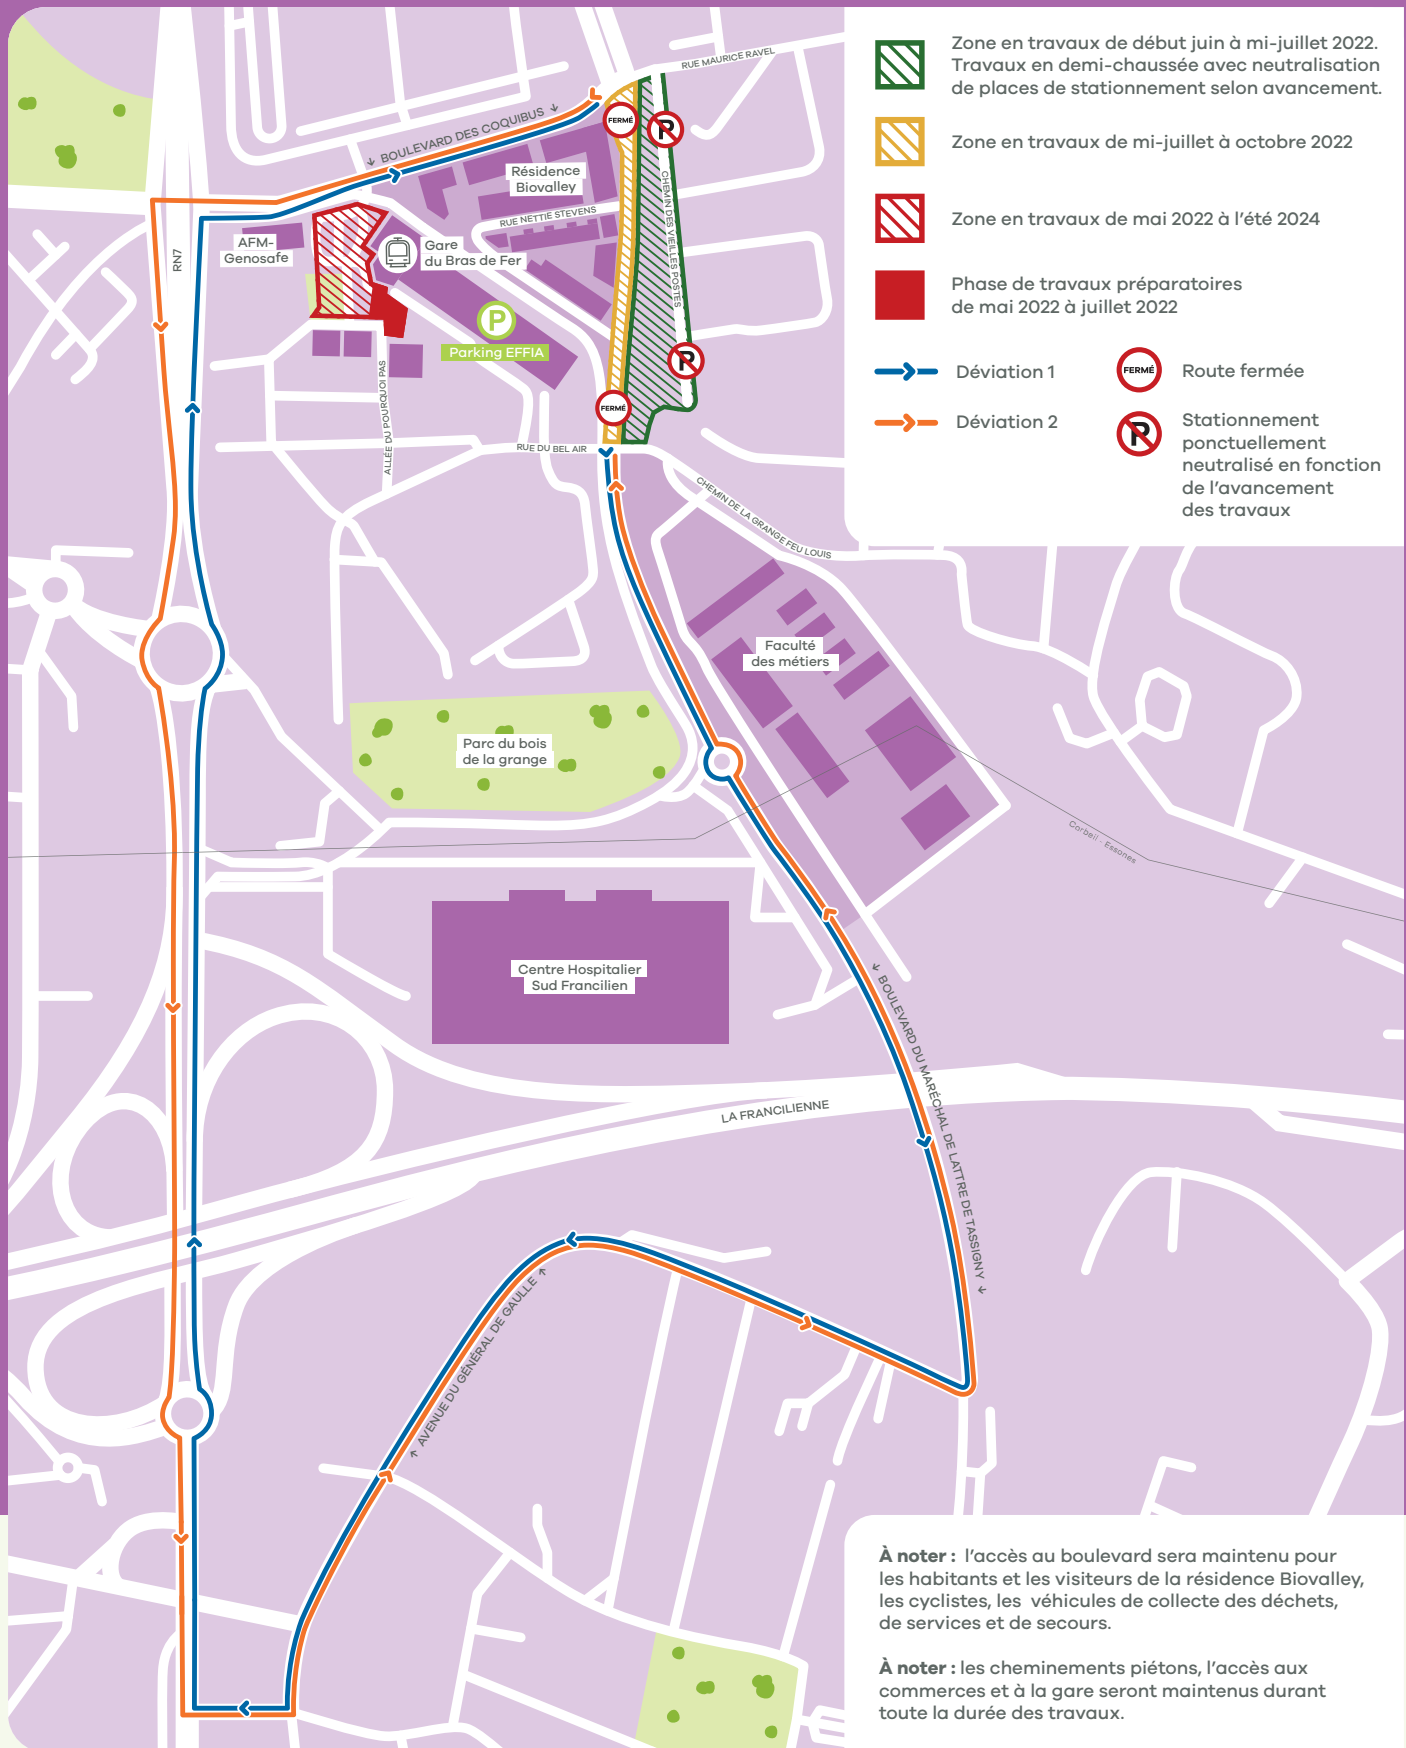 Zone en travaux de début juin à mi-juillet 2022.
Travaux en demi-chaussée avec neutralisation
de places de stationnement selon avancement.
Zone en travaux de mi-juillet à octobre 2022
Zone en travaux de mai 2022 à l'été 2024
Phase de travaux préparatoires
de mai 2022 à juillet 2022
Déviation 1
Déviation 2
FERMÉ
Route fermée
P
Stationnement
ponctuellement
neutralisé en fonction
de l'avancement
des travaux
RUE MAURICE RAVEL
BOULEVARD DES COQUIBUS
FERMÉ
P
Résidence
Biovalley
CHEMIN DES VIEILLES POSTES
RUE NETTIE STEVENS
RN7
AFM-
Genosafe
Gare
du Bras de Fer
P
Parking EFFIA
P
ALLÉE DU POURQUOI PAS
FERMÉ
RUE DU BEL AIR
CHEMIN DE LA GRANGE FEU LOUIS
Faculté
des métiers
Parc du bois
de la grange
Corbeil - Essones
Centre Hospitalier
Sud Francilien
BOULEVARD DU MARÉCHAL DE LATTRE DE TASSIGNY
LA FRANCILIENNE
AVENUE DU GÉNÉRAL DE GAULLE
À noter : l'accès au boulevard sera maintenu pour
les habitants et les visiteurs de la résidence Biovalley,
les cyclistes, les véhicules de collecte des déchets,
de services et de secours.
À noter : les cheminements piétons, l'accès aux
commerces et à la gare seront maintenus durant
toute la durée des travaux.